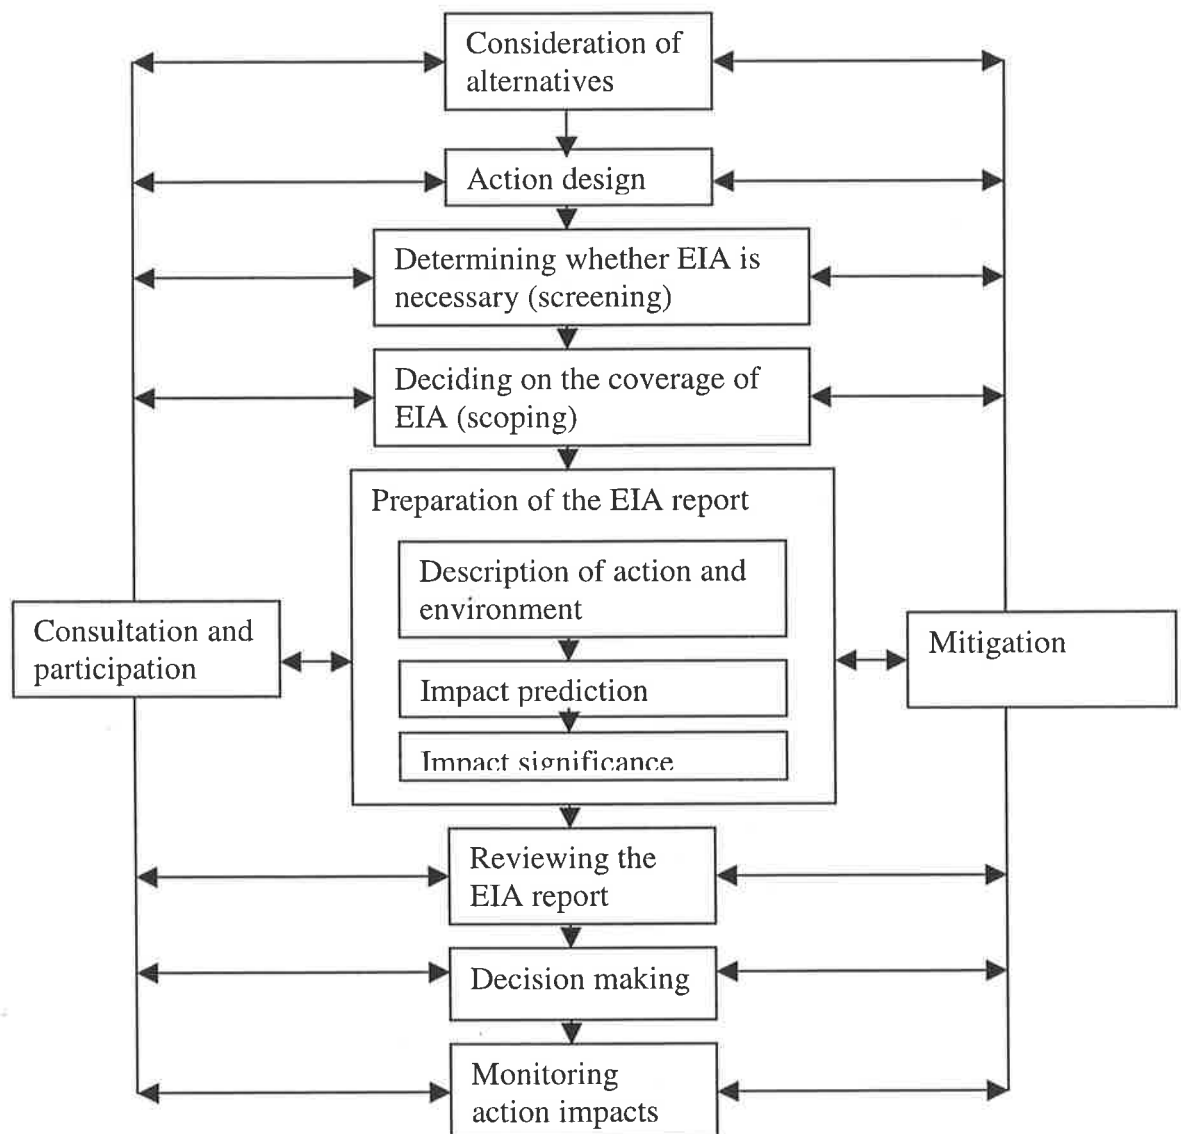 Consideration of
alternatives
Action design
Determining whether EIA is
necessary (screening)
Deciding on the coverage of
EIA (scoping)
Preparation of the EIA report
Description of action and
environment
Consultation and
participation
Mitigation
Impact prediction
Impact significance
Reviewing the
EIA report
Decision making
Monitoring
action impacts